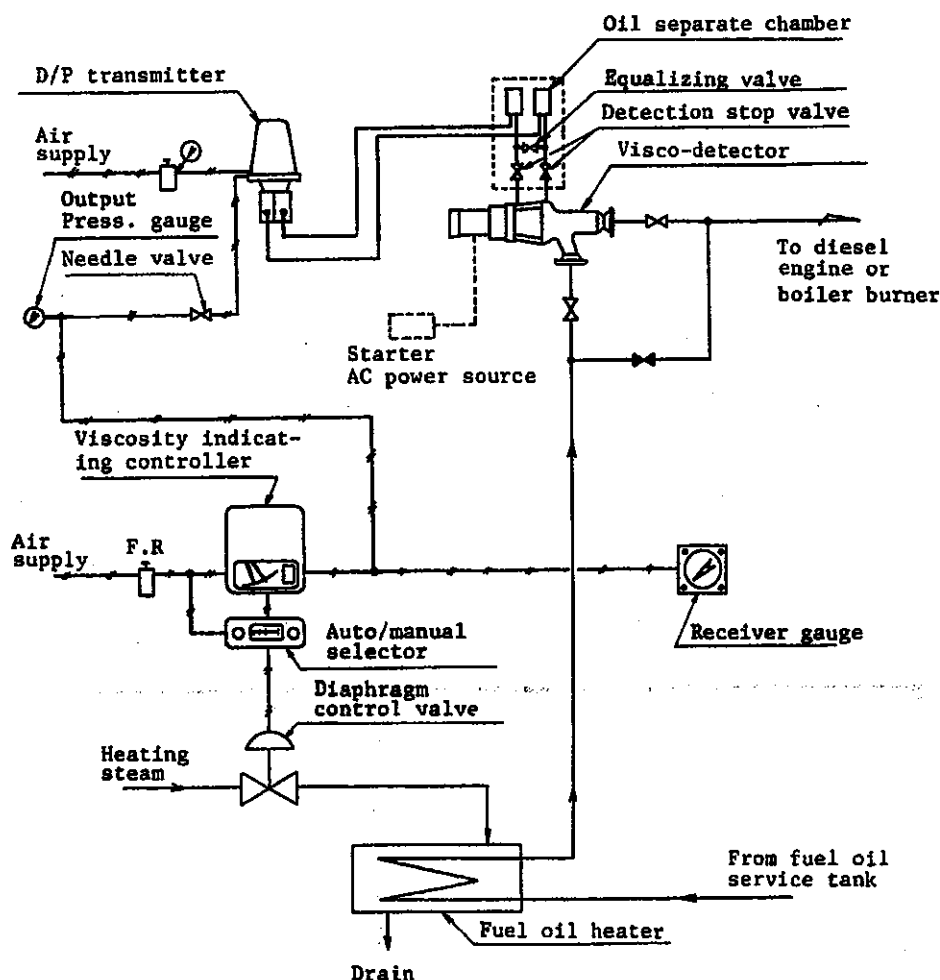 Oil separate chamber
D/P transmitter
Equalizing valve
Detection stop valve
Air
supply
Visco-detector
Output
Press. gauge
Needle valve
To diesel
engine or
boiler burner
Starter
AC power source
Viscosity indicat-
ing controller
Air
supply
F.R
Auto/manual
selector
Receiver gauge
Diaphragm
control valve
Heating
steam
From fuel oil
service tank
Fuel oil heater
Drain